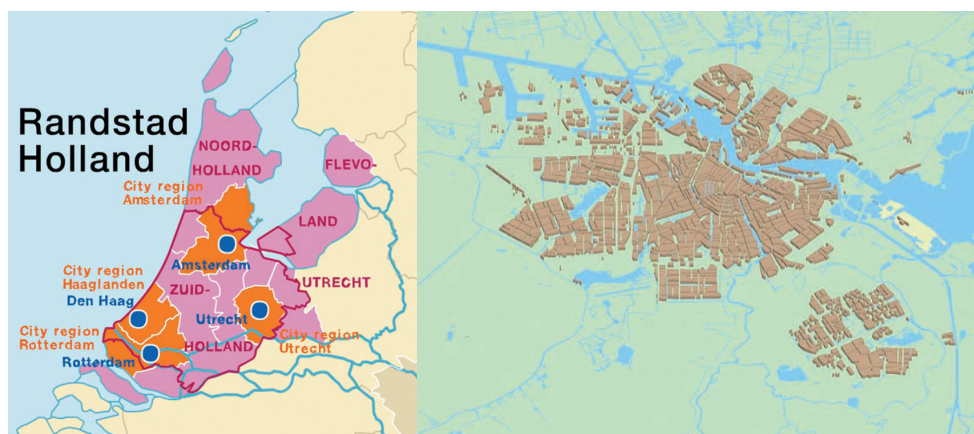 Randstad
Holland
NOORD-
HOLLAND
FLEVO-
City region
Amsterdam
LAND
Amsterdam
City region
Haaglanden
Den Haag
ZUID-
UTRECHT
Utrecht
City region
Rotterdam
Rotterdam
HOLLAND
City region
Utrecht